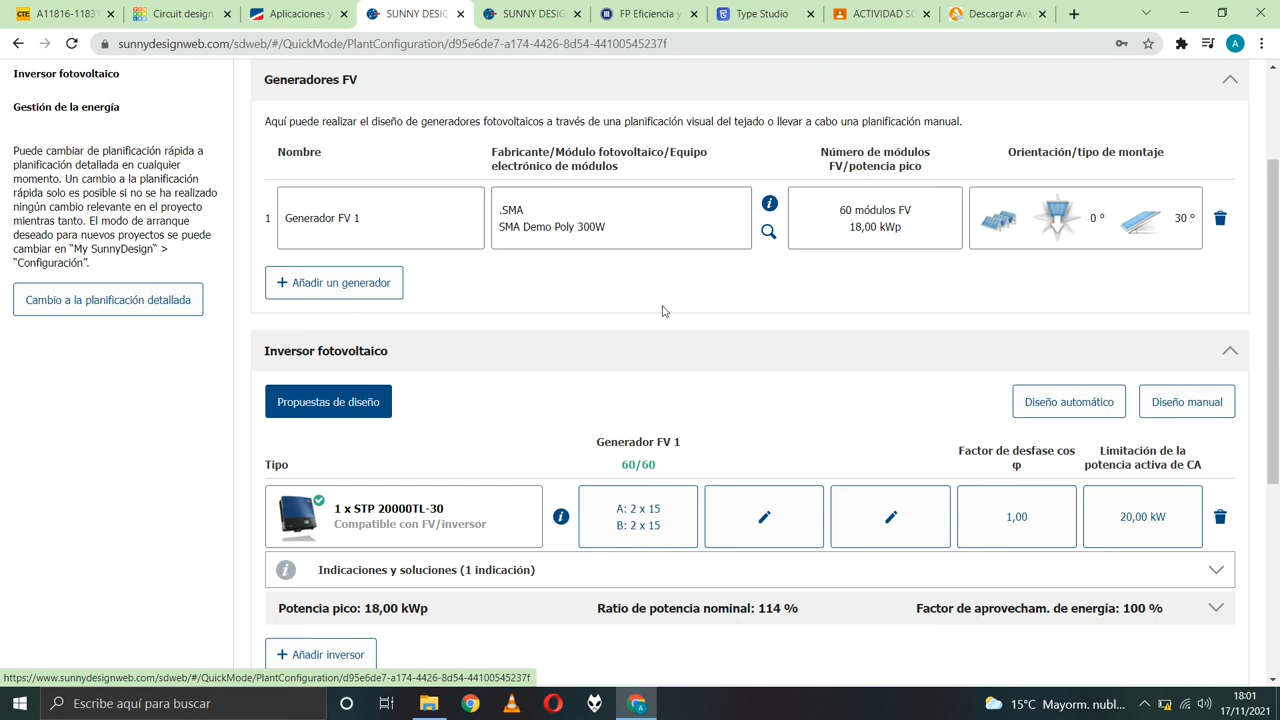 A11816-1183
Circuit design
Aplicaciones y
SUNNY DESIG
SUNNY DESIG
FP Eficiencia y
Type Studio
ACTIVIDAD SO
Descargar Ava
sunnydesignweb.com/sdweb/#/QuickMode/PlantConfiguration/d95e6de7-a174-4426-8d54-44100545237f
A
Inversor fotovoltaico
Gestión de la energía
Puede cambiar de planificación rápida a
planificación detallada en cualquier
momento. Un cambio a la planificación
rápida solo es posible si no se ha realizado
ningún cambio relevante en el proyecto
mientras tanto. El modo de arranque
deseado para nuevos proyectos se puede
cambiar en "My SunnyDesign" >
"Configuración".
Cambio a la planificación detallada
Generadores FV
Aquí puede realizar el diseño de generadores fotovoltaicos a través de una planificación visual del tejado o llevar a cabo una planificación manual.
Nombre
Fabricante/Módulo fotovoltaico/Equipo
electrónico de módulos
Número de módulos
FV/potencia pico
Orientación/tipo de montaje
1
Generador FV 1
.SMA
SMA Demo Poly 300W
60 módulos FV
18,00 kWp
0 °
30 °
+ Añadir un generador
Inversor fotovoltaico
Propuestas de diseño
Diseño automático
Diseño manual
Tipo
Generador FV 1
60/60
Factor de desfase cos
φ
Limitación de la
potencia activa de CA
1 x STP 20000TL-30
Compatible con FV/inversor
A: 2 x 15
B: 2 x 15
1,00
20,00 kW
Indicaciones y soluciones (1 indicación)
Potencia pico: 18,00 kWp
Ratio de potencia nominal: 114 %
Factor de aprovecham. de energía: 100 %
+ Añadir inversor
https://www.sunnydesignweb.com/sdweb/#/QuickMode/PlantConfiguration/d95e6de7-a174-4426-8d54-44100545237f
Escribe aquí para buscar
15°C Mayorm. nubl...
18:01
17/11/2021